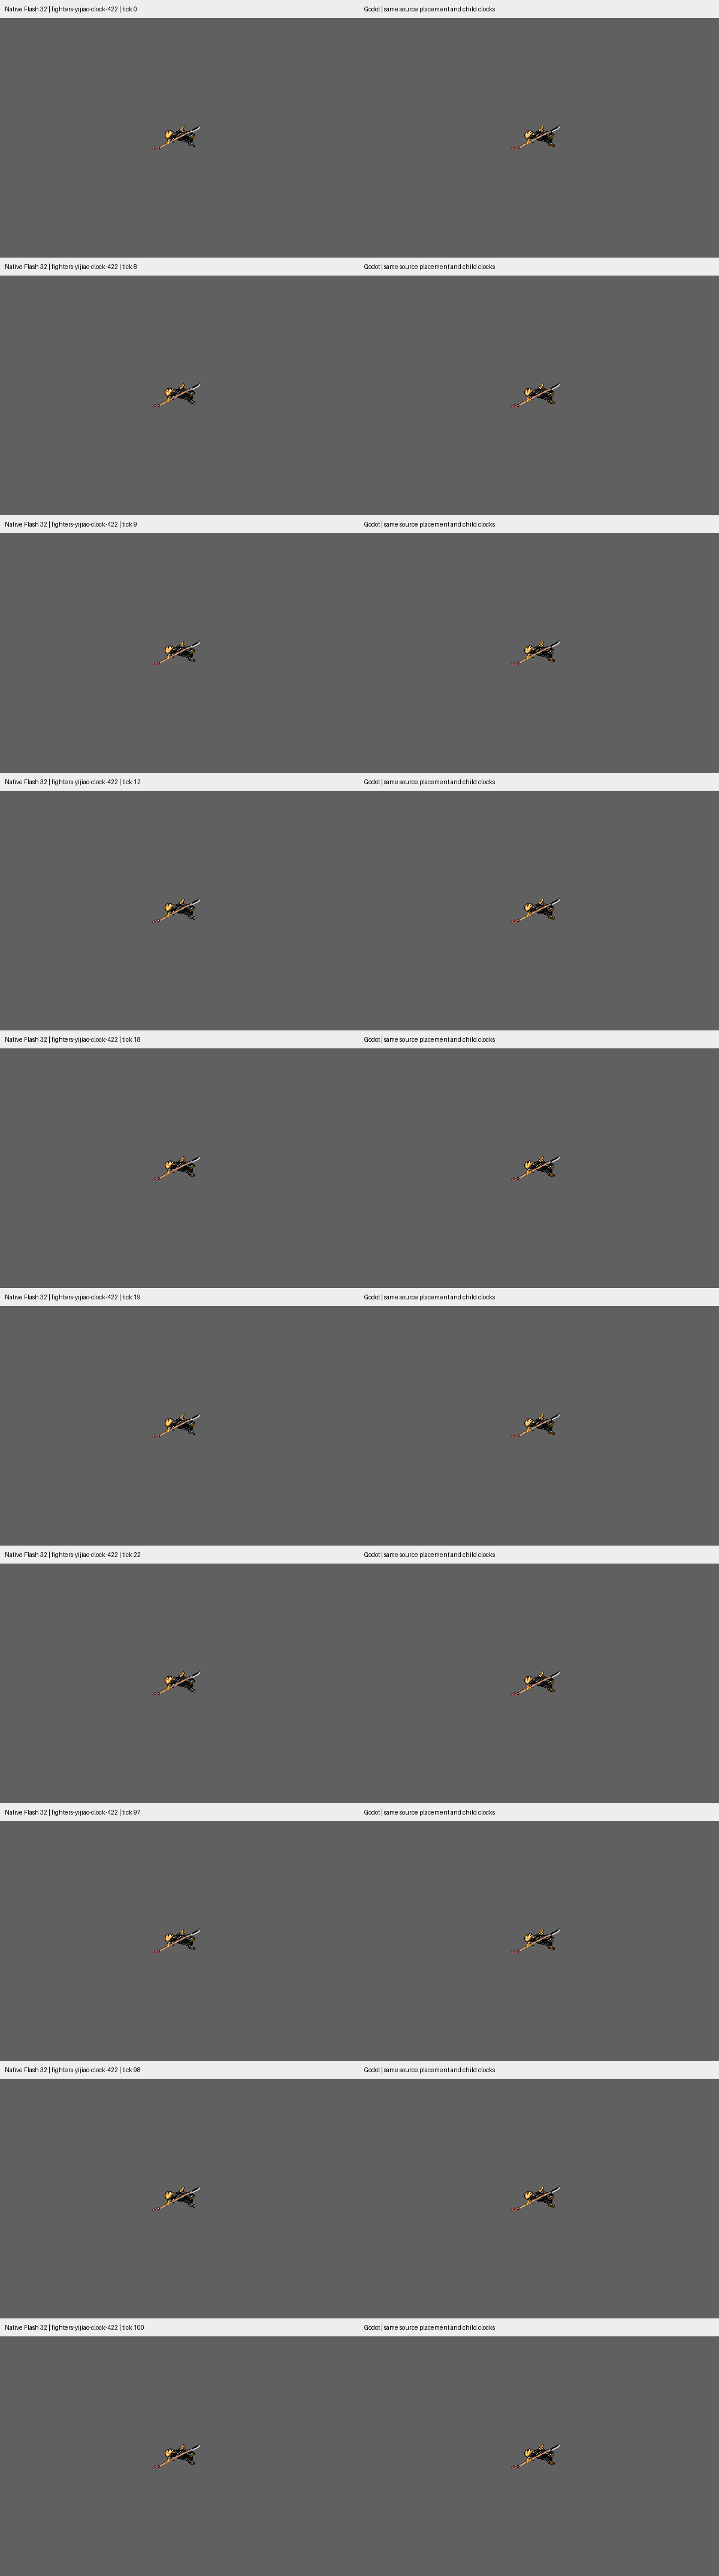 Native Flash 32 | fighters-yijiao-clock-422 | tick 0
Godot | same source placement and child clocks
Native Flash 32 | fighters-yijiao-clock-422 | tick 8
Godot | same source placement and child clocks
Native Flash 32 | fighters-yijiao-clock-422 | tick 9
Godot | same source placement and child clocks
Native Flash 32 | fighters-yijiao-clock-422 | tick 12
Godot | same source placement and child clocks
Native Flash 32 | fighters-yijiao-clock-422 | tick 18
Godot | same source placement and child clocks
Native Flash 32 | fighters-yijiao-clock-422 | tick 19
Godot | same source placement and child clocks
Native Flash 32 | fighters-yijiao-clock-422 | tick 22
Godot | same source placement and child clocks
Native Flash 32 | fighters-yijiao-clock-422 | tick 97
Godot | same source placement and child clocks
Native Flash 32 | fighters-yijiao-clock-422 | tick 98
Godot | same source placement and child clocks
Native Flash 32 | fighters-yijiao-clock-422 | tick 100
Godot | same source placement and child clocks